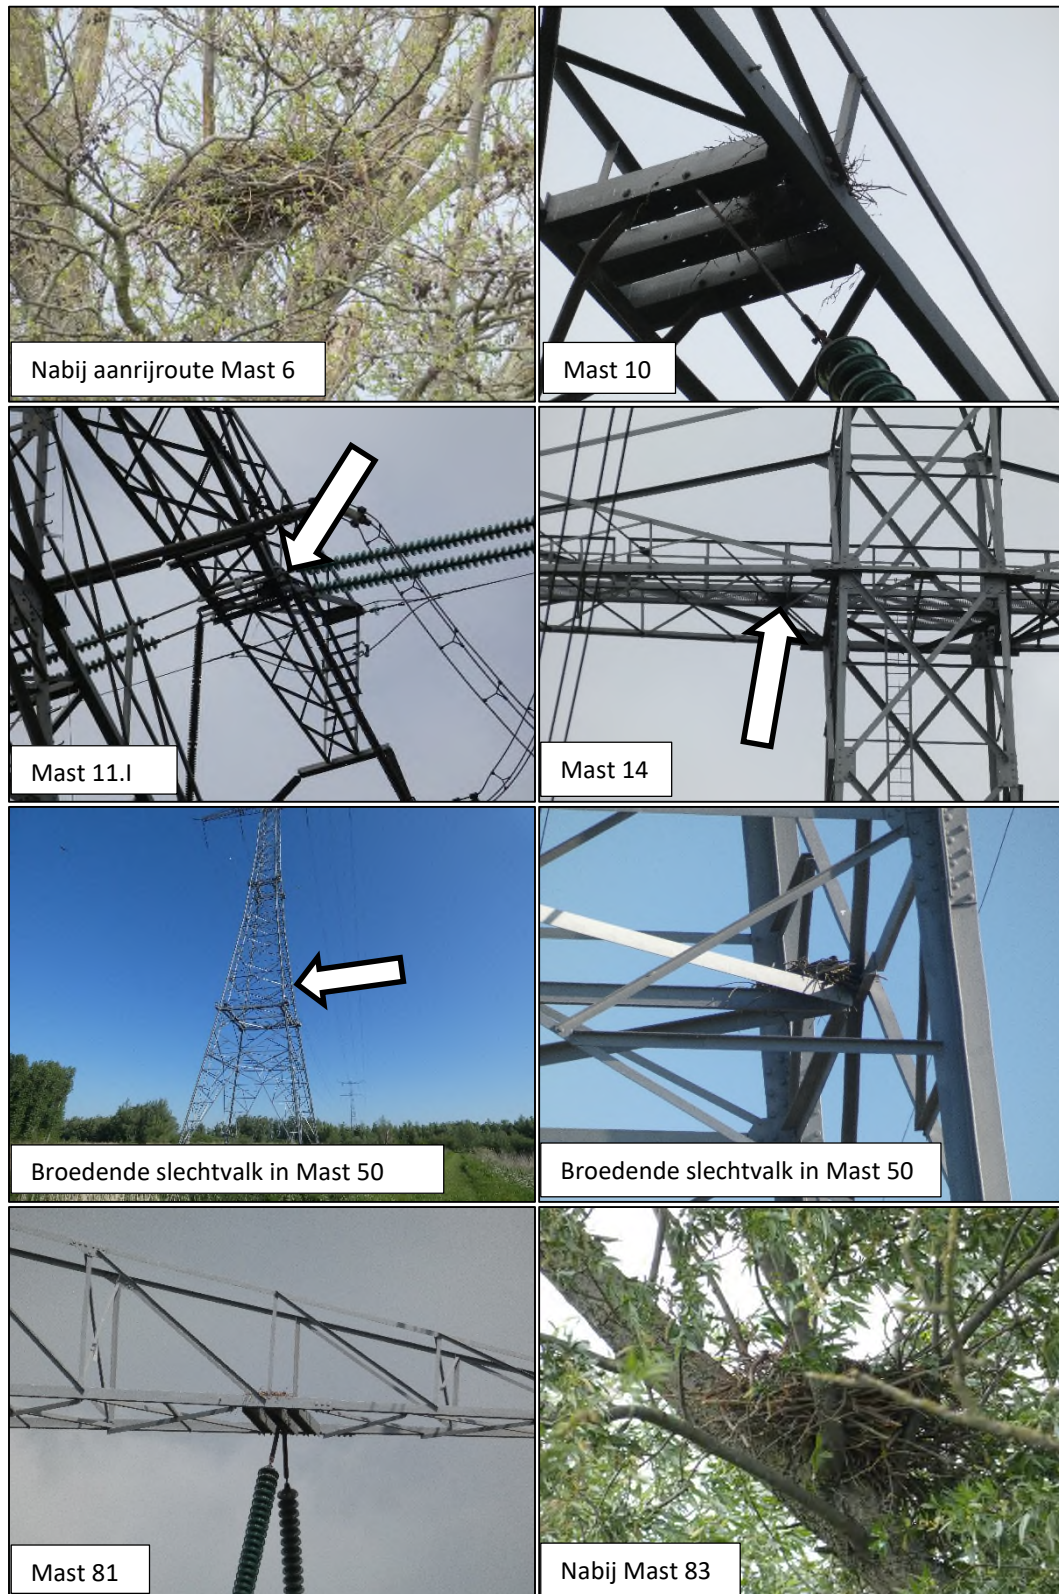 Nabij aanrijroute Mast 6
Mast 10
Mast 11.I
Mast 14
Broedende slechtvalk in Mast 50
Broedende slechtvalk in Mast 50
Mast 81
Nabij Mast 83